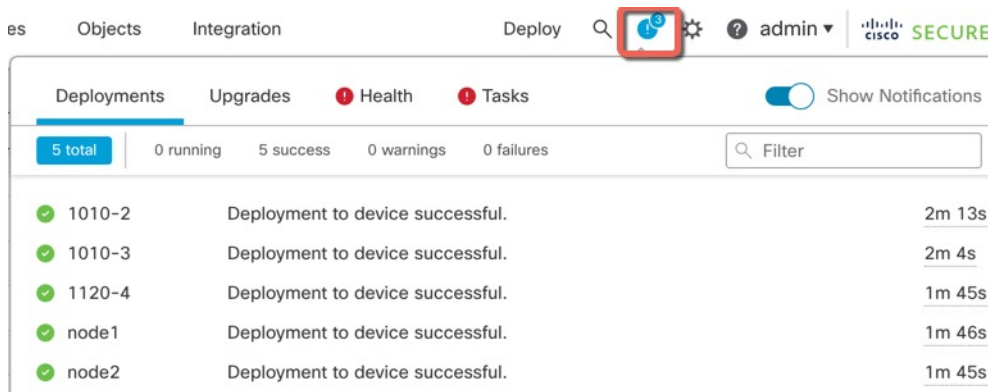 es Objects Integration Deploy 3 admin cisco SECURE
Deployments Upgrades Health Tasks Show Notifications
5 total 0 running 5 success 0 warnings 0 failures Filter
1010-2 Deployment to device successful. 2m 13s
1010-3 Deployment to device successful. 2m 4s
1120-4 Deployment to device successful. 1m 45s
node1 Deployment to device successful. 1m 46s
node2 Deployment to device successful. 1m 45s